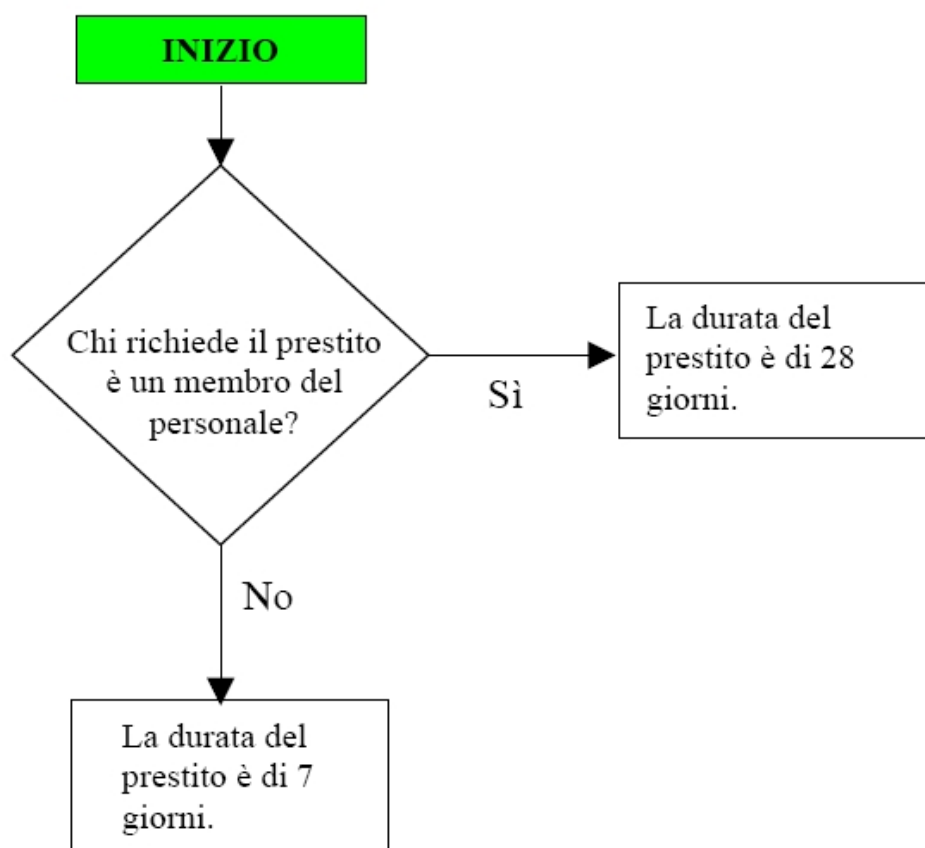 INIZIO
Chi richiede il prestito
è un membro del
personale?
Sì
La durata del
prestito è di 28
giorni.
No
La durata del
prestito è di 7
giorni.